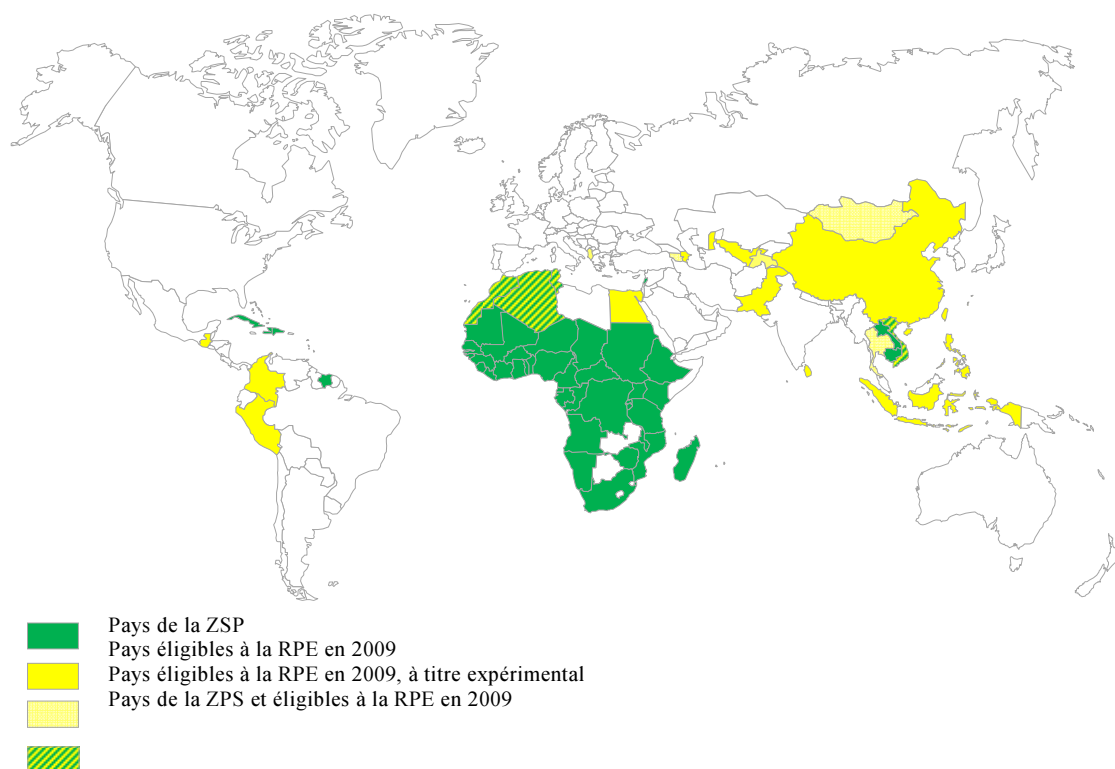 Pays de la ZSP
Pays éligibles à la RPE en 2009
Pays éligibles à la RPE en 2009, à titre expérimental
Pays de la ZPS et éligibles à la RPE en 2009